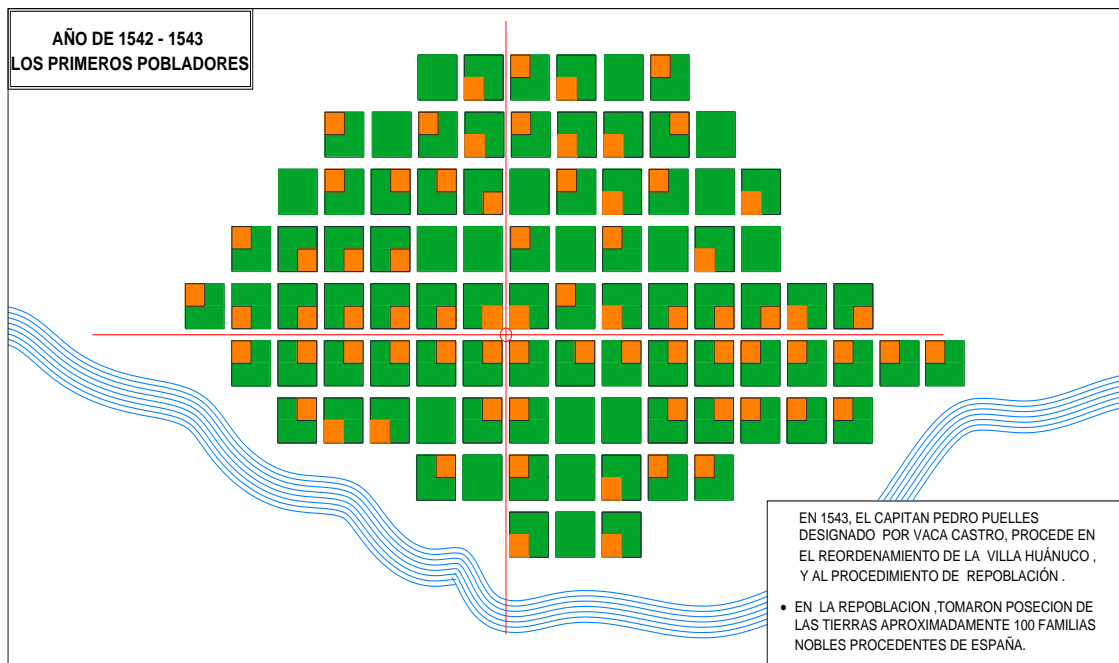 AÑO DE 1542 - 1543
LOS PRIMEROS POBLADORES
EN 1543, EL CAPITAN PEDRO PUELLES
DESIGNADO POR VACA CASTRO, PROCEDE EN
EL REORDENAMIENTO DE LA VILLA HUÁNUCO ,
Y AL PROCEDIMIENTO DE REPOBLACIÓN .
• EN LA REPOBLACION ,TOMARON POSECION DE
LAS TIERRAS APROXIMADAMENTE 100 FAMILIAS
NOBLES PROCEDENTES DE ESPAÑA.